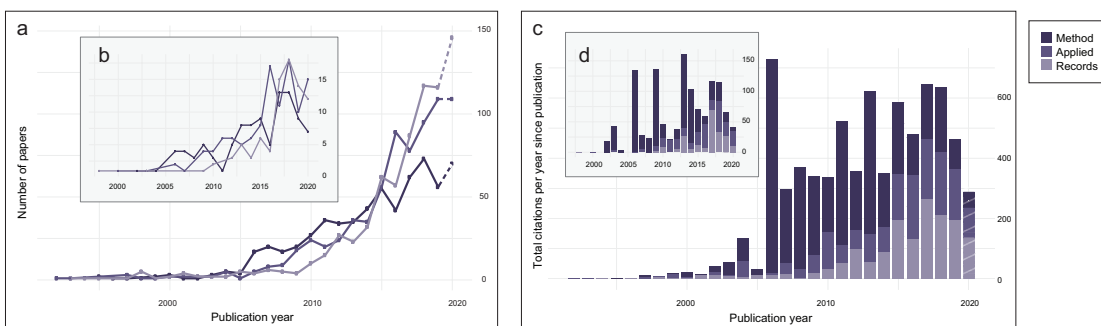 a
Number of papers
150
100
50
0
2000
2010
2020
Publication year
b
15
10
5
0
2000
2005
2010
2015
2020
c
Total citations per year since publication
600
400
200
0
2000
2010
2020
Publication year
d
150
100
50
0
2000
2005
2010
2015
2020
Method
Applied
Records